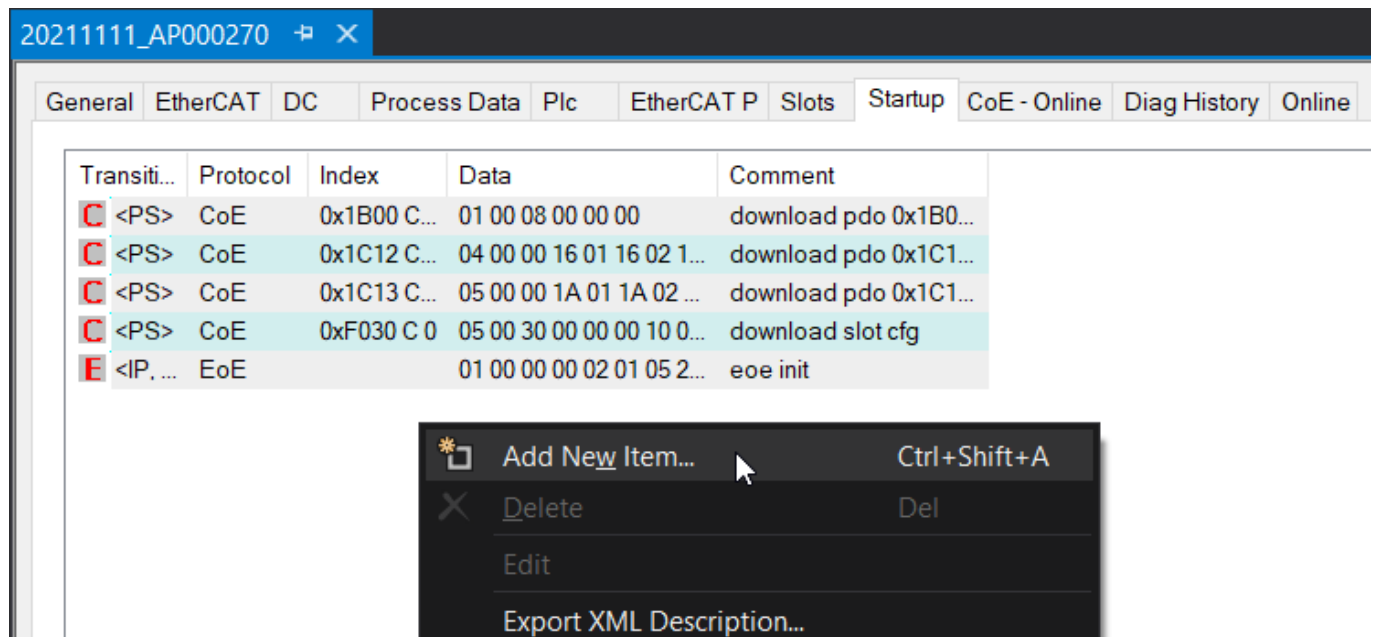 20211111_AP000270
General EtherCAT DC Process Data Plc EtherCAT P Slots Startup CoE - Online Diag History Online
Transiti... Protocol Index Data Comment
C <PS> CoE 0x1B00 C... 01 00 08 00 00 00 download pdo 0x1B0...
C <PS> CoE 0x1C12 C... 04 00 00 16 01 16 02 1... download pdo 0x1C1...
C <PS> CoE 0x1C13 C... 05 00 00 1A 01 1A 02 ... download pdo 0x1C1...
C <PS> CoE 0xF030 C 0 05 00 30 00 00 00 10 0... download slot cfg
E <IP, ... EoE 01 00 00 00 02 01 05 2... eoe init
Add New Item... Ctrl+Shift+A
Delete Del
Edit
Export XML Description...